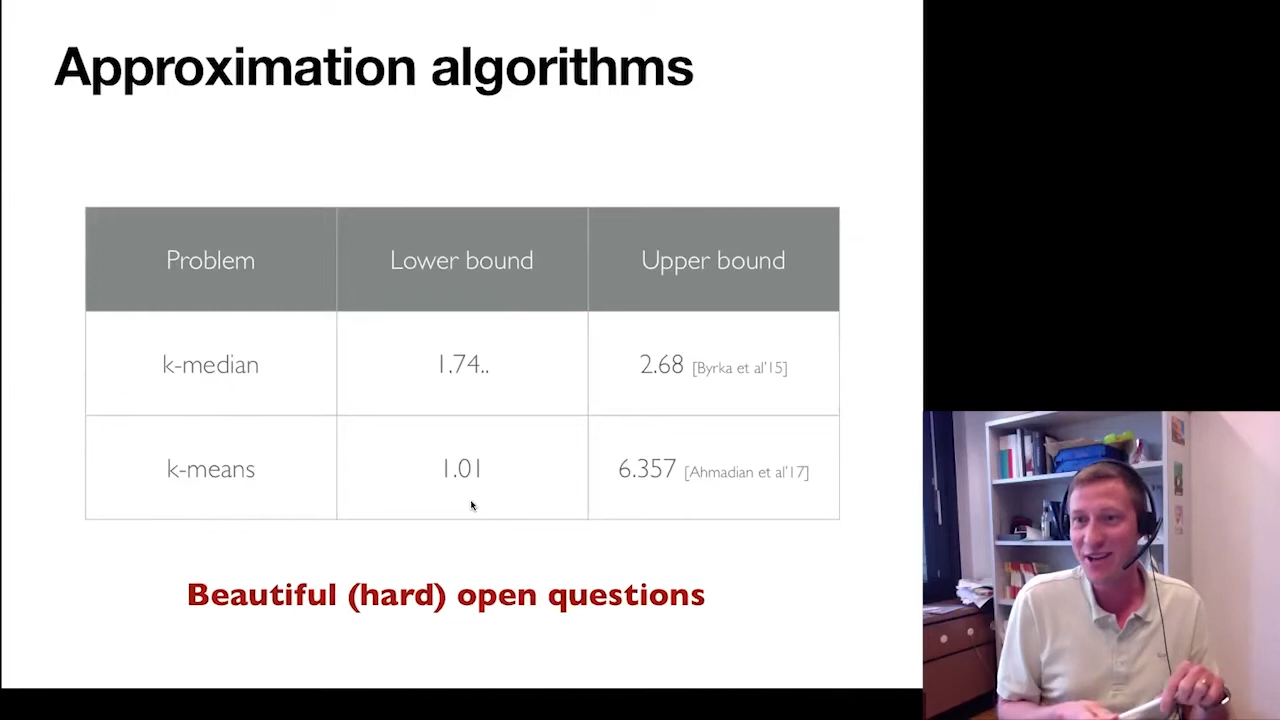 Approximation algorithms
Problem Lower bound Upper bound
k-median 1.74.. 2.68 [Byrka et al'15]
k-means 1.01 6.357 [Ahmadian et al'17]
Beautiful (hard) open questions